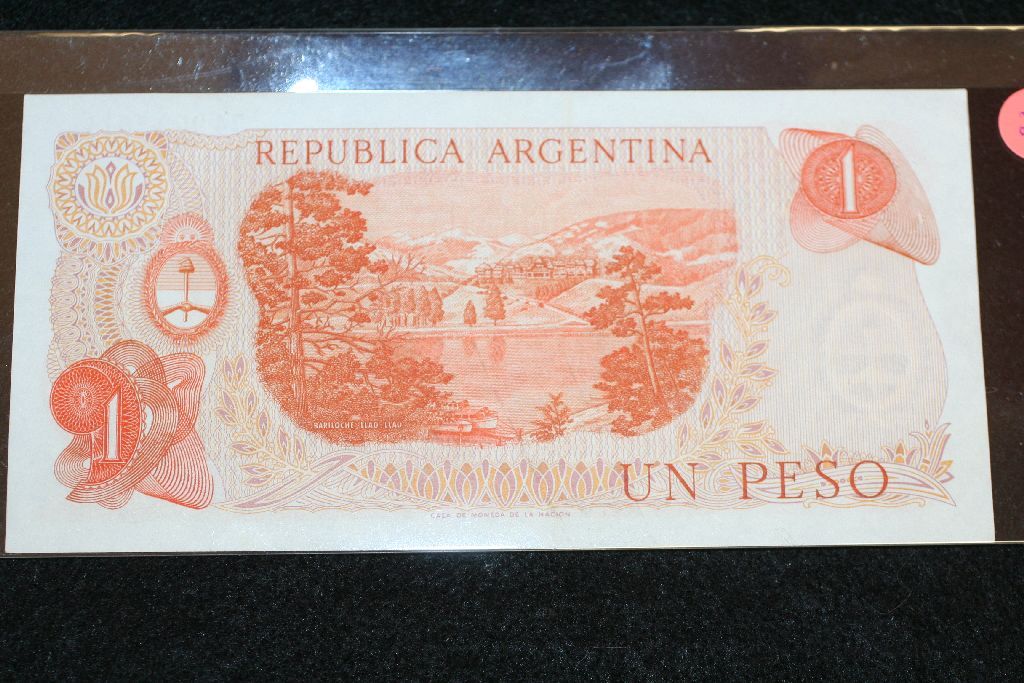 REPUBLICA ARGENTINA
1
1
BARILOCHE LLAO LLAO
UN PESO
CASA DE MONEDA DE LA NACION